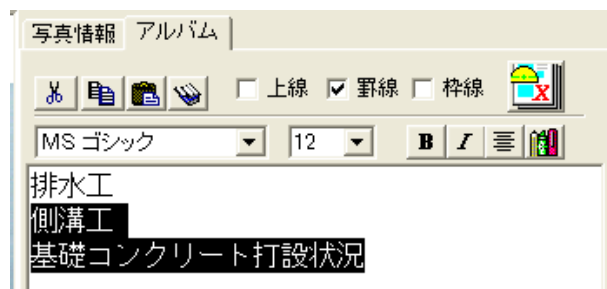 写真情報 アルバム
上線 罫線 枠線
MS ゴシック 12 B I
排水工
側溝工
基礎コンクリート打設状況